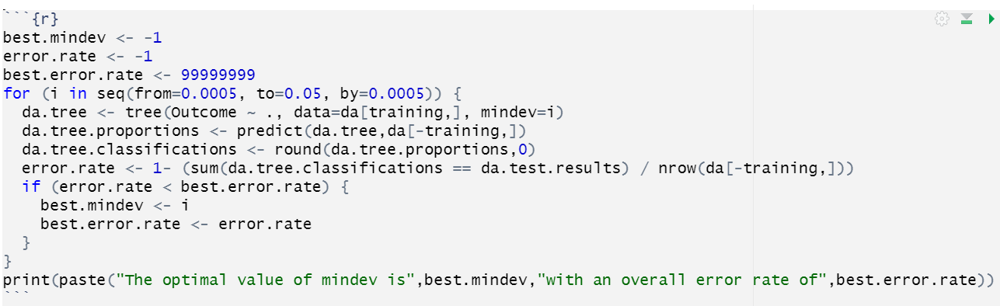 ```{r}
best.mindev <- -1
error.rate <- -1
best.error.rate <- 99999999
for (i in seq(from=0.0005, to=0.05, by=0.0005)) {
  da.tree <- tree(Outcome ~ ., data=da[training,], mindev=i)
  da.tree.proportions <- predict(da.tree,da[-training,])
  da.tree.classifications <- round(da.tree.proportions,0)
  error.rate <- 1- (sum(da.tree.classifications == da.test.results) / nrow(da[-training,]))
  if (error.rate < best.error.rate) {
    best.mindev <- i
    best.error.rate <- error.rate
  }
}
print(paste("The optimal value of mindev is",best.mindev,"with an overall error rate of",best.error.rate))
```